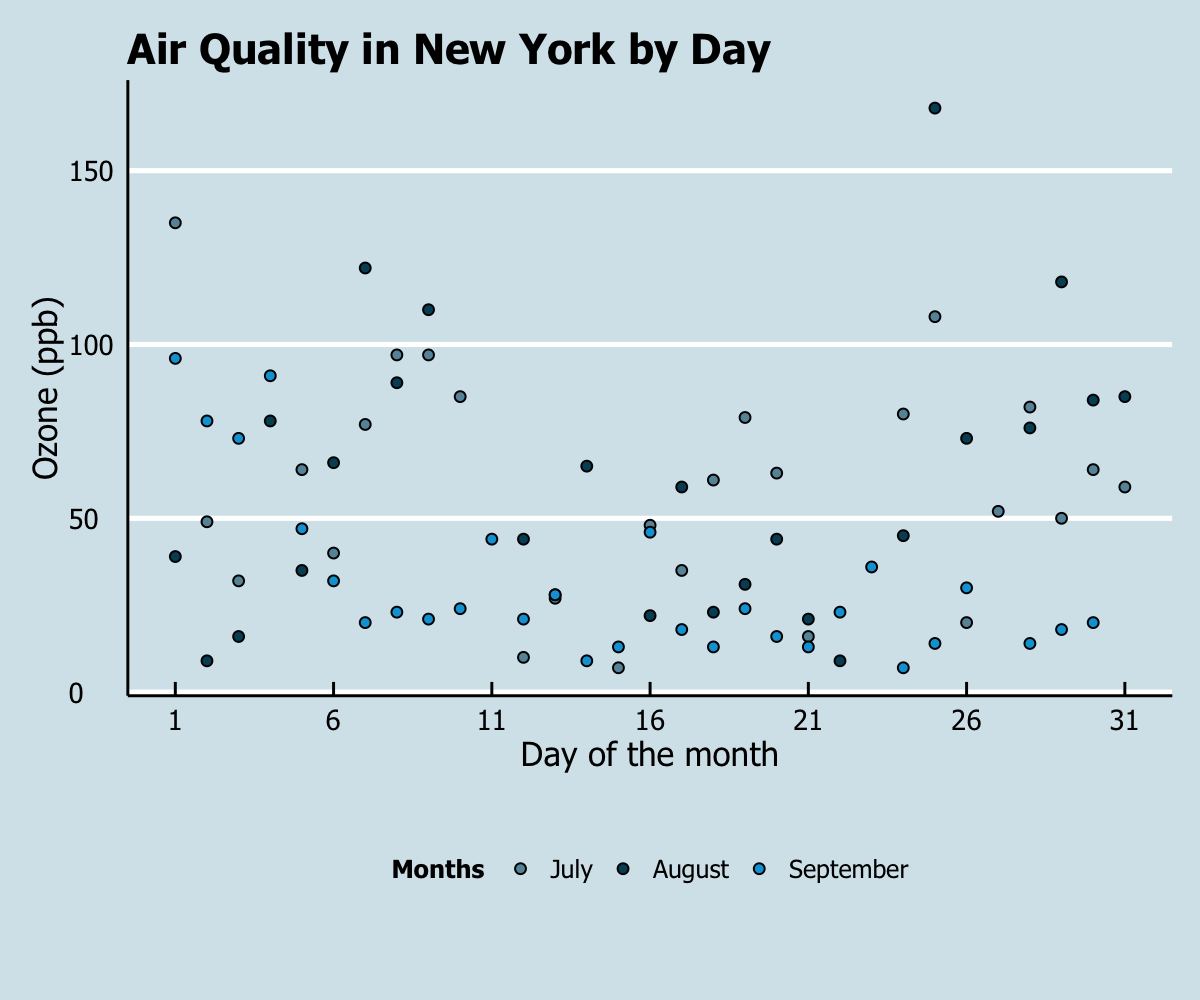 Air Quality in New York by Day
Ozone (ppb)
150
100
50
0
1 6 11 16 21 26 31
Day of the month
Months July August September